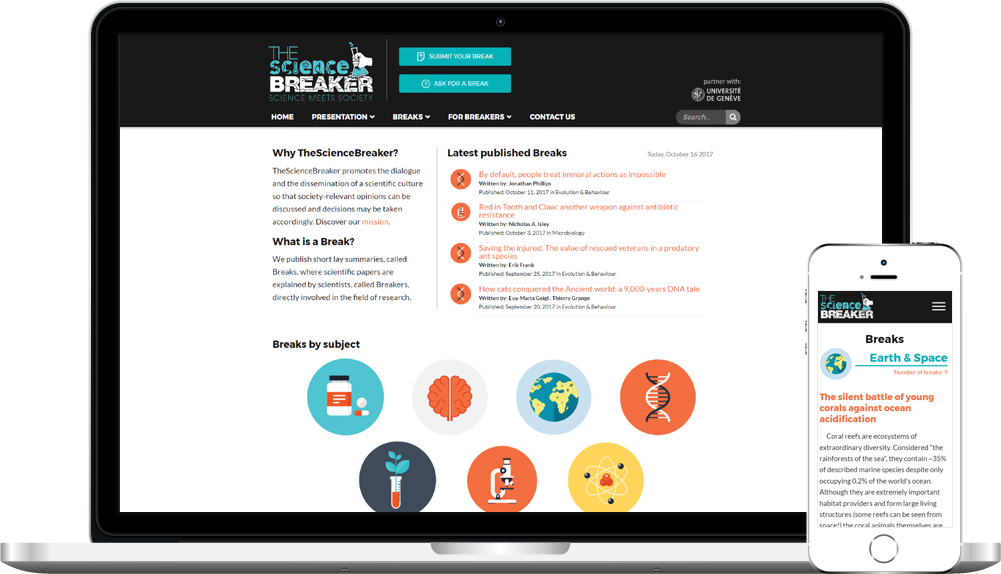 THE
science
BREAKER
SCIENCE MEETS SOCIETY
SUBMIT YOUR BREAK
ASK FOR A BREAK
partner with:
UNIVERSITÉ
DE GENÈVE
HOME PRESENTATION BREAKS FOR BREAKERS CONTACT US
Search...
Why TheScienceBreaker?
TheScienceBreaker promotes the dialogue
and the dissemination of a scientific culture
so that society-relevant opinions can be
discussed and decisions may be taken
accordingly. Discover our mission.
What is a Break?
We publish short lay summaries, called
Breaks, where scientific papers are
explained by scientists, called Breakers,
directly involved in the field of research.
Latest published Breaks
Today, October 16 2017
By default, people treat immoral actions as impossible
Written by: Jonathan Phillips
Published: October 11, 2017 in Evolution & Behaviour
Red in Tooth and Claw: another weapon against antibiotic
resistance
Written by: Nicholas A. Isley
Published: October 3, 2017 in Microbiology
Saving the injured: The value of rescued veterans in a predatory
ant species
Written by: Erik Frank
Published: September 25, 2017 in Evolution & Behaviour
How cats conquered the Ancient world: a 9,000-years DNA tale
Written by: Eva-Maria Geigl, Thierry Grange
Published: September 20, 2017 in Evolution & Behaviour
Breaks by subject
THE
science
BREAKER
Breaks
Earth & Space
Number of breaks: 9
The silent battle of young
corals against ocean
acidification
Coral reefs are ecosystems of
extraordinary diversity. Considered "the
rainforests of the sea", they contain ~35%
of described marine species despite only
occupying 0.2% of the world's ocean.
Although they are extremely important
habitat providers and form large living
structures (some reefs can be seen from
space!) the coral animals themselves are